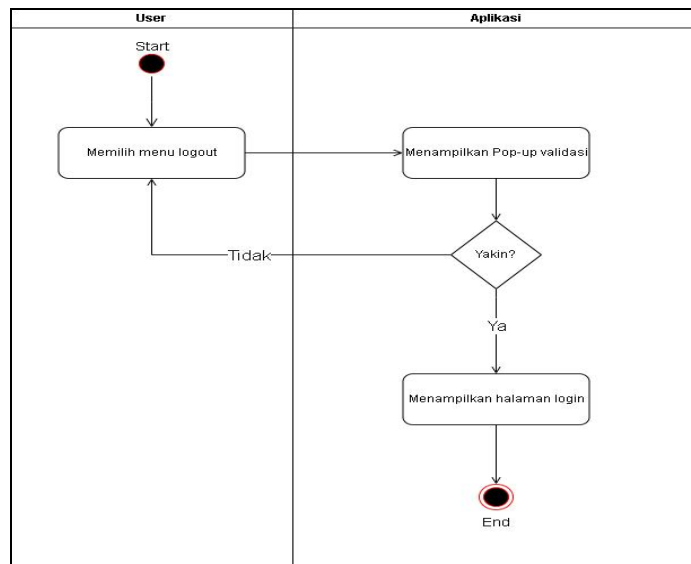 User
Aplikasi
Start
Memilih menu logout
Menampilkan Pop-up validasi
Yakin?
Tidak
Ya
Menampilkan halaman login
End